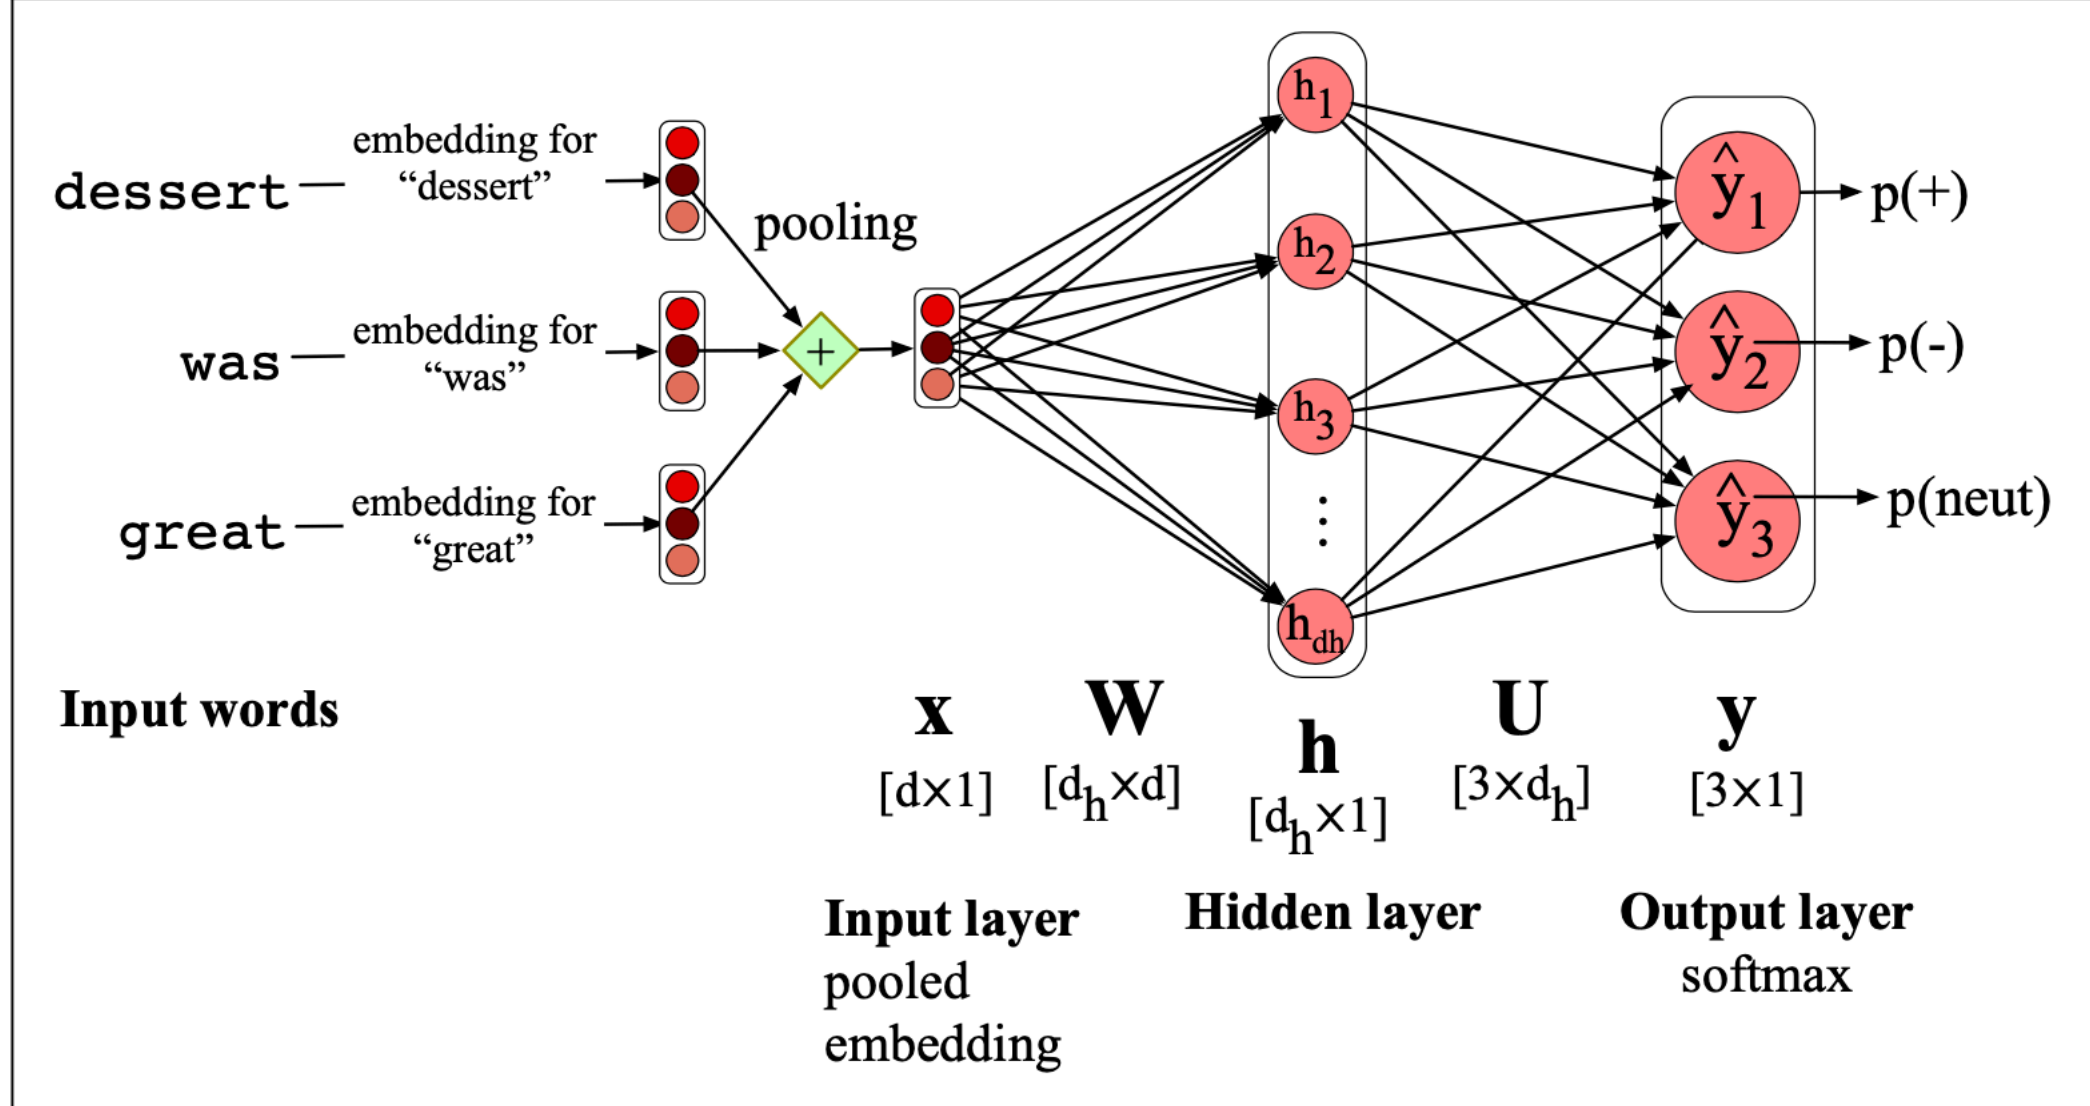 dessert
embedding for
“dessert”
was
embedding for
“was”
great
embedding for
“great”
pooling
+
h1
h2
h3
⋮
hdh
ŷ1
ŷ2
ŷ3
p(+)
p(-)
p(neut)
Input words
x
[d×1]
W
[dh×d]
h
[dh×1]
U
[3×dh]
y
[3×1]
Input layer
pooled
embedding
Hidden layer
Output layer
softmax